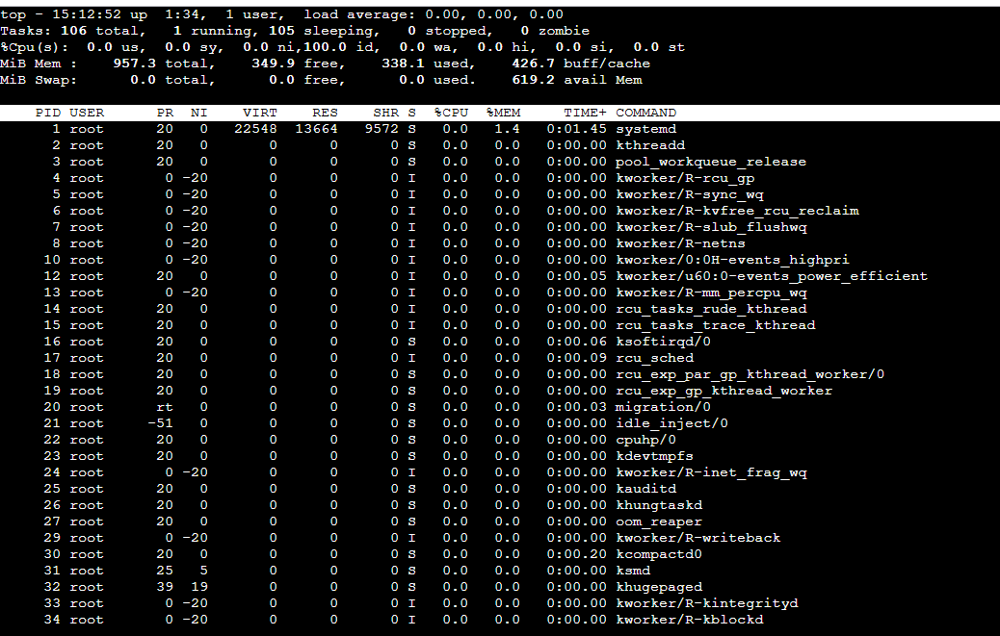 top - 15:12:52 up  1:34,  1 user,  load average: 0.00, 0.00, 0.00
Tasks: 106 total,   1 running, 105 sleeping,   0 stopped,   0 zombie
%Cpu(s):  0.0 us,  0.0 sy,  0.0 ni,100.0 id,  0.0 wa,  0.0 hi,  0.0 si,  0.0 st
MiB Mem :    957.3 total,    349.9 free,    338.1 used,    426.7 buff/cache
MiB Swap:      0.0 total,      0.0 free,      0.0 used.    619.2 avail Mem
    PID USER      PR  NI    VIRT    RES    SHR S  %CPU  %MEM     TIME+ COMMAND
      1 root      20   0   22548  13664   9572 S   0.0   1.4   0:01.45 systemd
      2 root      20   0       0      0      0 S   0.0   0.0   0:00.00 kthreadd
      3 root      20   0       0      0      0 S   0.0   0.0   0:00.00 pool_workqueue_release
      4 root       0 -20       0      0      0 I   0.0   0.0   0:00.00 kworker/R-rcu_gp
      5 root       0 -20       0      0      0 I   0.0   0.0   0:00.00 kworker/R-sync_wq
      6 root       0 -20       0      0      0 I   0.0   0.0   0:00.00 kworker/R-kvfree_rcu_reclaim
      7 root       0 -20       0      0      0 I   0.0   0.0   0:00.00 kworker/R-slub_flushwq
      8 root       0 -20       0      0      0 I   0.0   0.0   0:00.00 kworker/R-netns
     10 root       0 -20       0      0      0 I   0.0   0.0   0:00.00 kworker/0:0H-events_highpri
     12 root      20   0       0      0      0 I   0.0   0.0   0:00.05 kworker/u60:0-events_power_efficient
     13 root       0 -20       0      0      0 I   0.0   0.0   0:00.00 kworker/R-mm_percpu_wq
     14 root      20   0       0      0      0 I   0.0   0.0   0:00.00 rcu_tasks_rude_kthread
     15 root      20   0       0      0      0 I   0.0   0.0   0:00.00 rcu_tasks_trace_kthread
     16 root      20   0       0      0      0 S   0.0   0.0   0:00.06 ksoftirqd/0
     17 root      20   0       0      0      0 I   0.0   0.0   0:00.09 rcu_sched
     18 root      20   0       0      0      0 S   0.0   0.0   0:00.00 rcu_exp_par_gp_kthread_worker/0
     19 root      20   0       0      0      0 S   0.0   0.0   0:00.00 rcu_exp_gp_kthread_worker
     20 root      rt   0       0      0      0 S   0.0   0.0   0:00.03 migration/0
     21 root     -51   0       0      0      0 S   0.0   0.0   0:00.00 idle_inject/0
     22 root      20   0       0      0      0 S   0.0   0.0   0:00.00 cpuhp/0
     23 root      20   0       0      0      0 S   0.0   0.0   0:00.00 kdevtmpfs
     24 root       0 -20       0      0      0 I   0.0   0.0   0:00.00 kworker/R-inet_frag_wq
     25 root      20   0       0      0      0 S   0.0   0.0   0:00.00 kauditd
     26 root      20   0       0      0      0 S   0.0   0.0   0:00.00 khungtaskd
     27 root      20   0       0      0      0 S   0.0   0.0   0:00.00 oom_reaper
     29 root       0 -20       0      0      0 I   0.0   0.0   0:00.00 kworker/R-writeback
     30 root      20   0       0      0      0 S   0.0   0.0   0:00.20 kcompactd0
     31 root      25   5       0      0      0 S   0.0   0.0   0:00.00 ksmd
     32 root      39  19       0      0      0 S   0.0   0.0   0:00.00 khugepaged
     33 root       0 -20       0      0      0 I   0.0   0.0   0:00.00 kworker/R-kintegrityd
     34 root       0 -20       0      0      0 I   0.0   0.0   0:00.00 kworker/R-kblockd